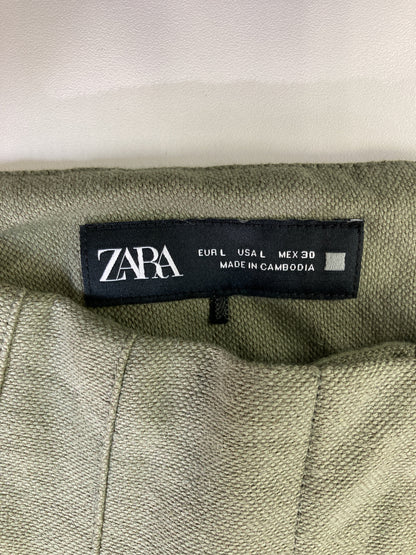 ZARA
EUR L USA L MEX 30
MADE IN CAMBODIA